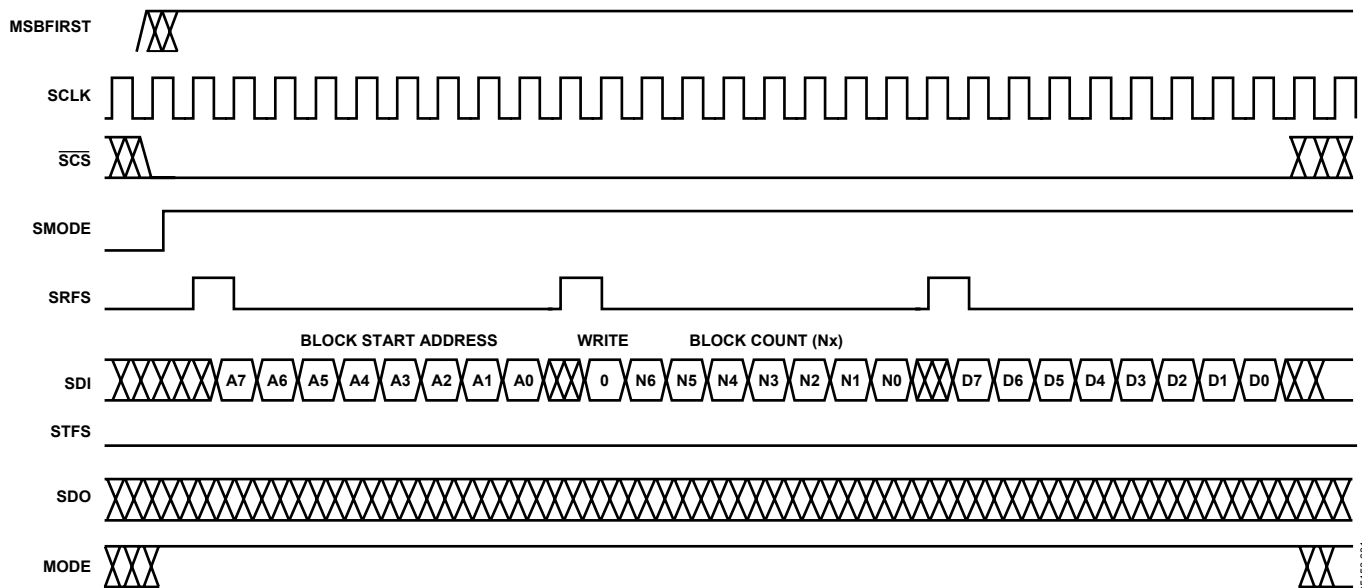 MSBFIRST
SCLK
SCS
SMODE
SRFS
BLOCK START ADDRESS WRITE BLOCK COUNT (Nx)
SDI A7 A6 A5 A4 A3 A2 A1 A0 0 N6 N5 N4 N3 N2 N1 N0 D7 D6 D5 D4 D3 D2 D1 D0
STFS
SDO
MODE